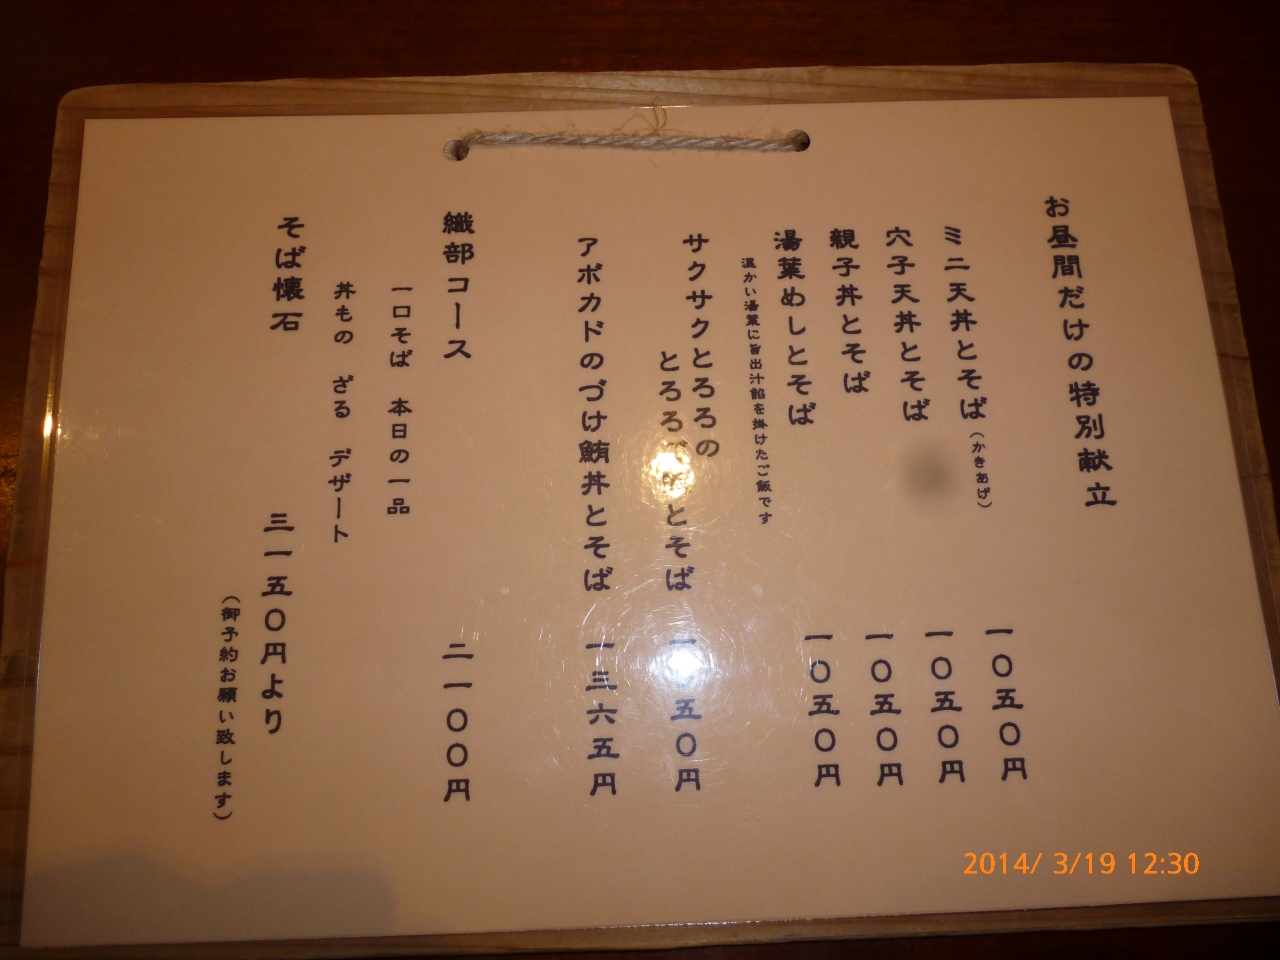 お昼間だけの特別献立
ミニ天丼とそば(かきあげ) 一〇五〇円
穴子天丼とそば 一〇五〇円
親子丼とそば 一〇五〇円
湯葉めしとそば 一〇五〇円
温かい湯葉に旨出汁餡を掛けたご飯です
サクサクとろろの
とろろ とそば 一〇五〇円
アボカドのづけ鮪丼とそば 一三六五円
織部コース 二一〇〇円
一口そば 本日の一品
丼もの ざる デザート
そば懐石 三一五〇円より
(御予約お願い致します)
2014/ 3/19 12:30